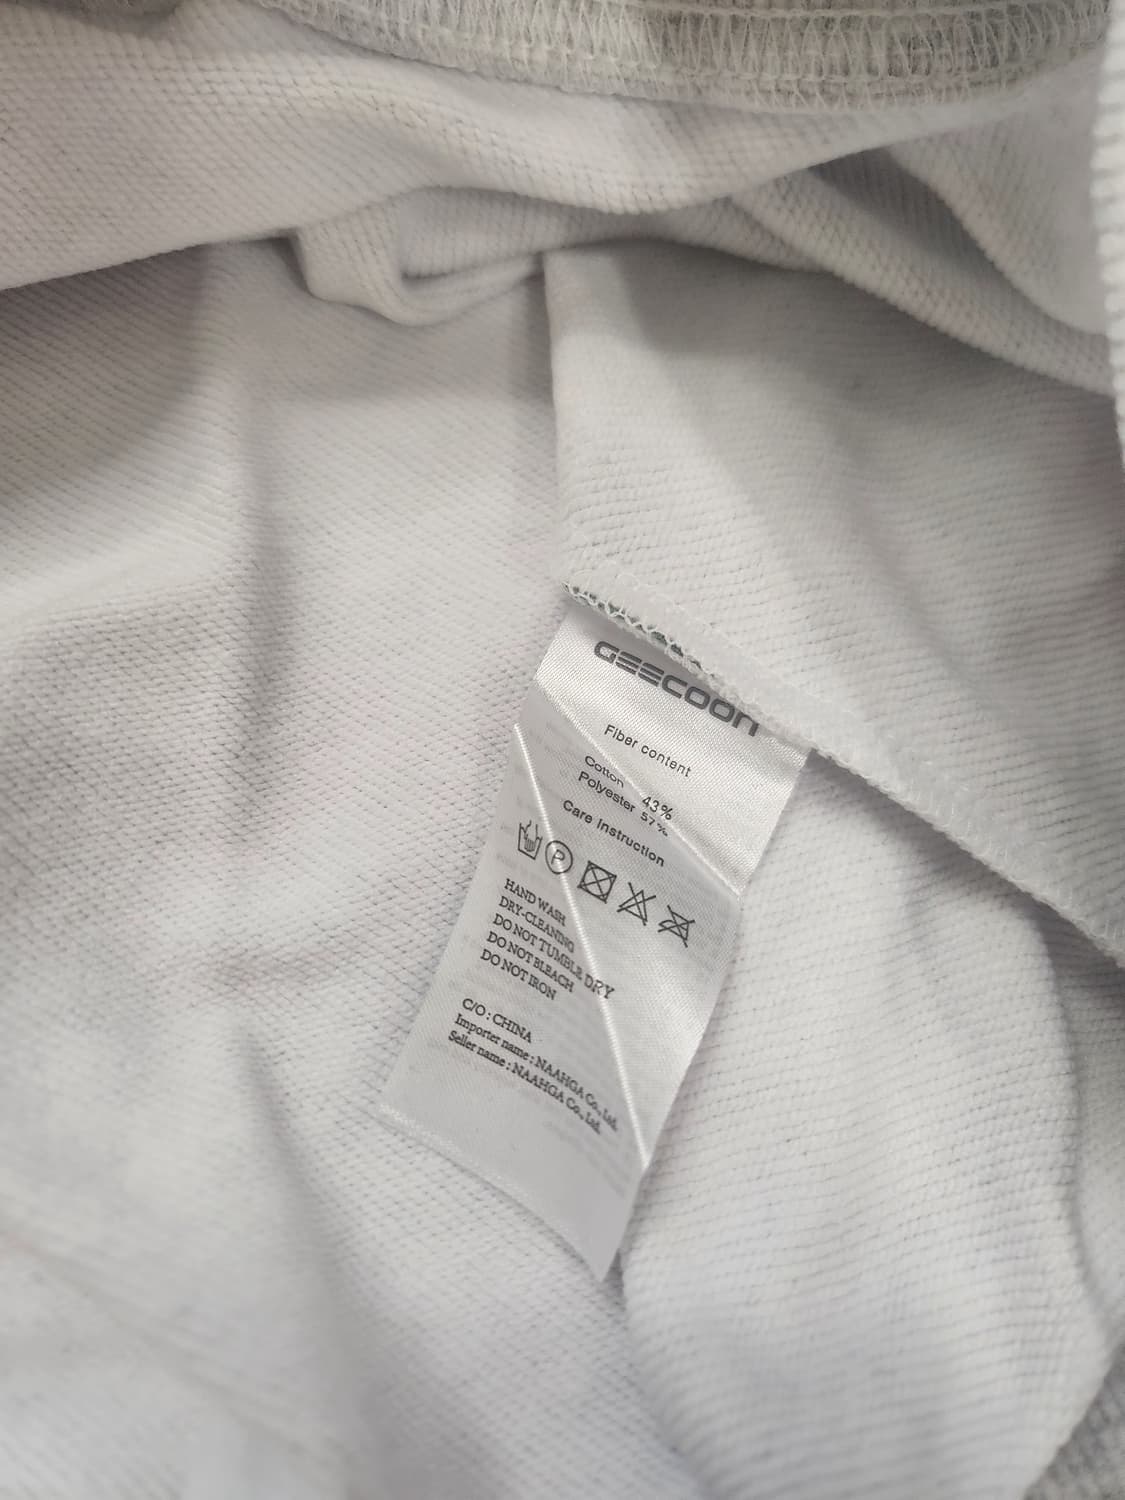 GEECOON
Fiber content
Cotton 43%
Polyester 57%
Care Instruction
P
HAND WASH
DRY-CLEANING
DO NOT TUMBLE DRY
DO NOT BLEACH
DO NOT IRON
C/O : CHINA
Importer name : NAAHGA Co., Ltd.
Seller name : NAAHGA Co., Ltd.